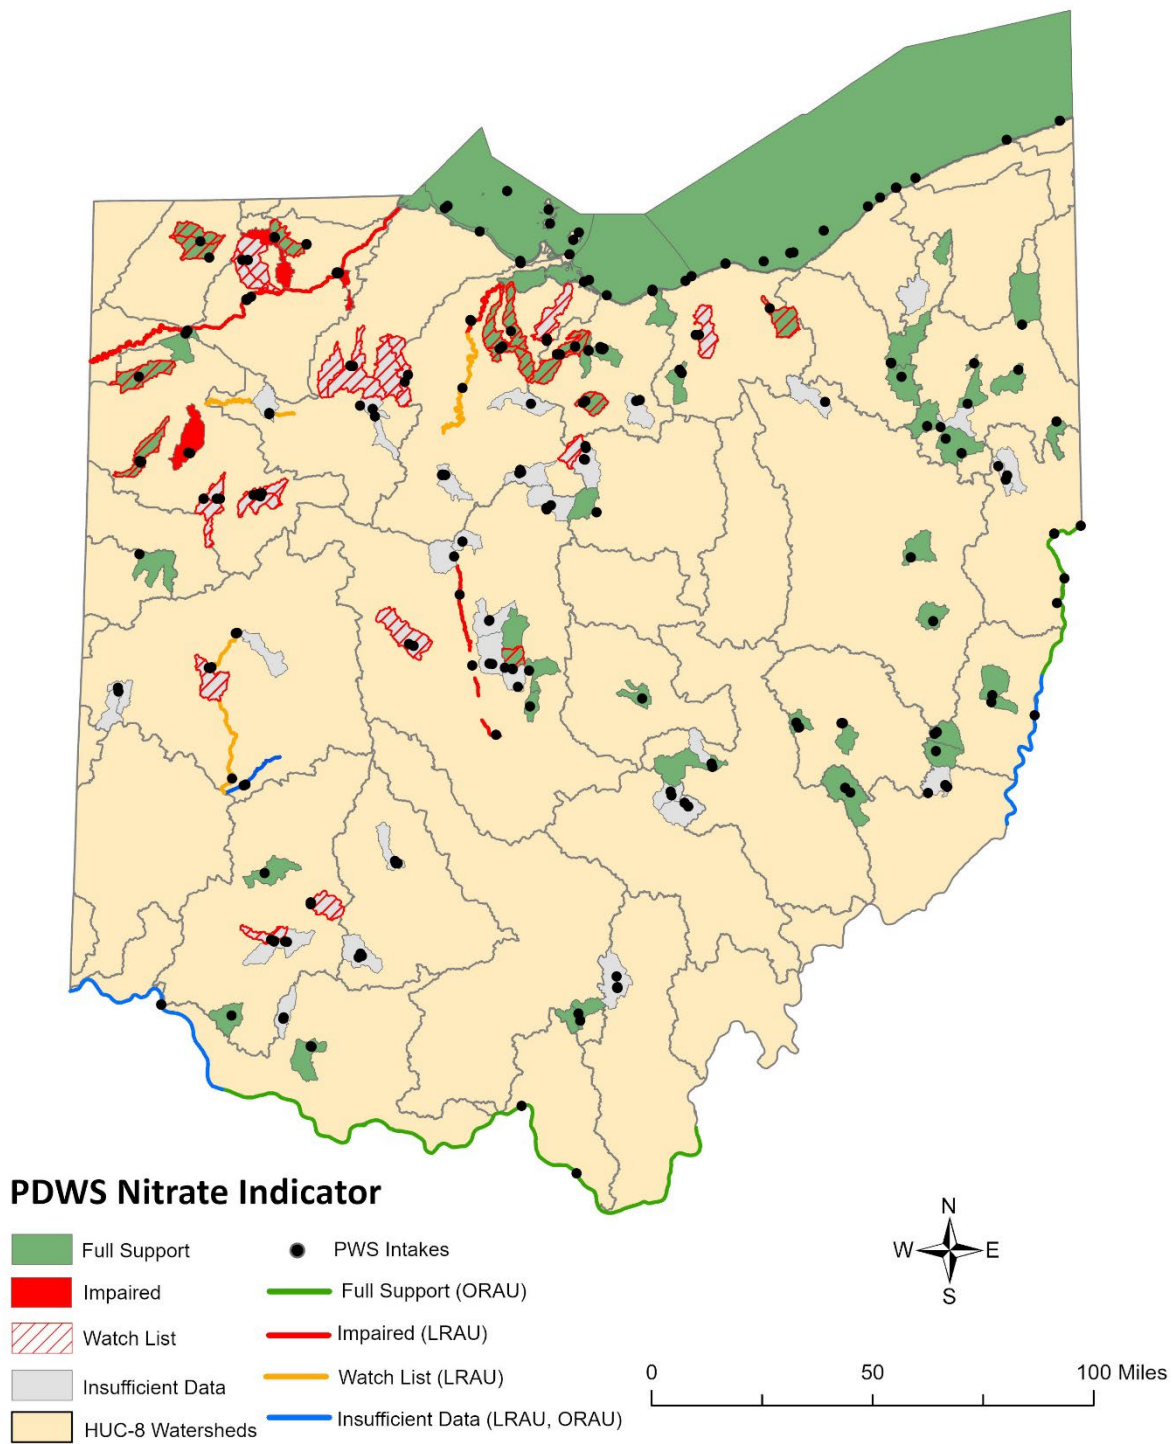 PDWS Nitrate Indicator
Full Support
Impaired
Watch List
Insufficient Data
HUC-8 Watersheds
PWS Intakes
Full Support (ORAU)
Impaired (LRAU)
Watch List (LRAU)
Insufficient Data (LRAU, ORAU)
N
W E
S
0 50 100 Miles